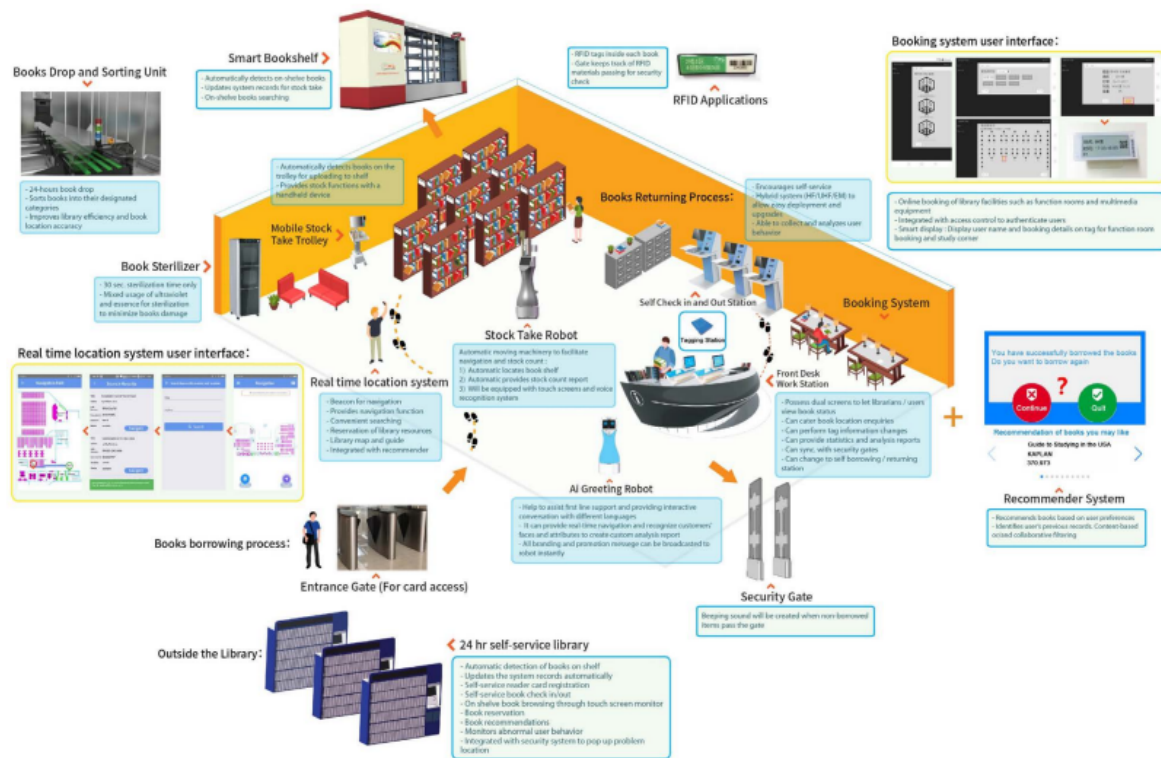 Smart Bookshelf
- Automatically detects on-shelve books
- Updates system records for stock take
- On-shelve books searching
- RFID tags inside each book
- Gate keeps track of RFID
materials passing for security
check
RFID Applications
Booking system user interface:
- Online booking of library facilities such as function rooms and multimedia
equipment
- Integrated with access control to authenticate users
- Smart display : Display user name and booking details on tag for function room
booking and study corner
Books Drop and Sorting Unit
- 24-hours book drop
- Sorts books into their designated
categories
- Improves library efficiency and book
location accuracy
- Automatically detects books on the
trolley for uploading to shelf
- Provides stock functions with a
handheld device
Mobile Stock
Take Trolley
Books Returning Process:
- Encourages self-service
- Hybrid system (HF/UHF/EM) to
allow easy deployment and
upgrades
- Able to collect and analyzes user
behavior
Book Sterilizer
- 30 sec. sterilization time only
- Mixed usage of ultraviolet
and essence for sterilization
to minimize books damage
Self Check in and Out Station
Tagging Station
Booking System
Stock Take Robot
Automatic moving machinery to facilitate
navigation and stock count :
1) Automatic locates book shelf
2) Automatic provides stock count report
3) Will be equipped with touch screens and voice
recognition system
Real time location system user interface:
Real time location system
- Beacon for navigation
- Provides navigation function
- Convenient searching
- Reservation of library resources
- Library map and guide
- Integrated with recommender
Front Desk
Work Station
- Possess dual screens to let librarians / users
view book status
- Can cater book location enquiries
- Can perform tag information changes
- Can provide statistics and analysis reports
- Can sync. with security gates
- Can change to self borrowing / returning
station
You have successfully borrowed the books
Do you want to borrow again
?
Continue
Quit
Recommendation of books you may like
Guide to Studying in the USA
KAPLAN
370.973
Recommender System
- Recommends books based on user preferences
- Identifies user's previous records. Content-based
ocised collaborative filtering
Ai Greeting Robot
- Help to assist first line support and providing interactive
conversation with different languages
- It can provide real-time navigation and recognize customers'
faces and attributes to create custom analysis report
- All branding and promotion message can be broadcasted to
robot instantly
Books borrowing process:
Entrance Gate (For card access)
Security Gate
Beeping sound will be created when non-borrowed
items pass the gate
Outside the Library:
24 hr self-service library
- Automatic detection of books on shelf
- Updates the system records automatically
- Self-service reader card registration
- Self-service book check in/out
- On shelve book browsing through touch screen monitor
- Book reservation
- Book recommendations
- Monitors abnormal user behavior
- Integrated with security system to pop up problem
location